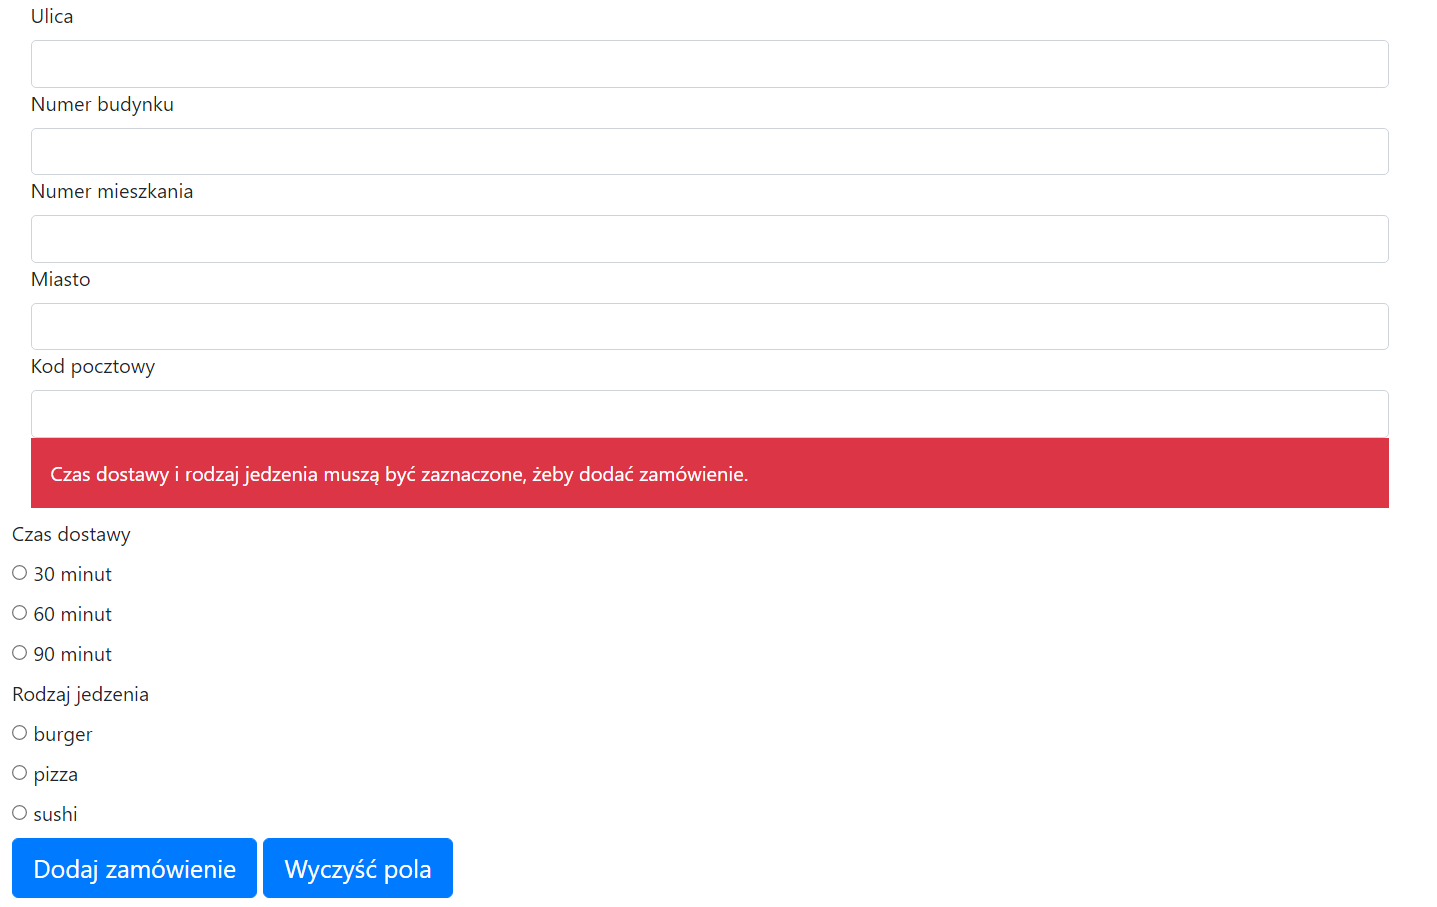 Ulica
Numer budynku
Numer mieszkania
Miasto
Kod pocztowy
Czas dostawy i rodzaj jedzenia muszą być zaznaczone, żeby dodać zamówienie.
Czas dostawy
30 minut
60 minut
90 minut
Rodzaj jedzenia
burger
pizza
sushi
Dodaj zamówienie Wyczyść pola